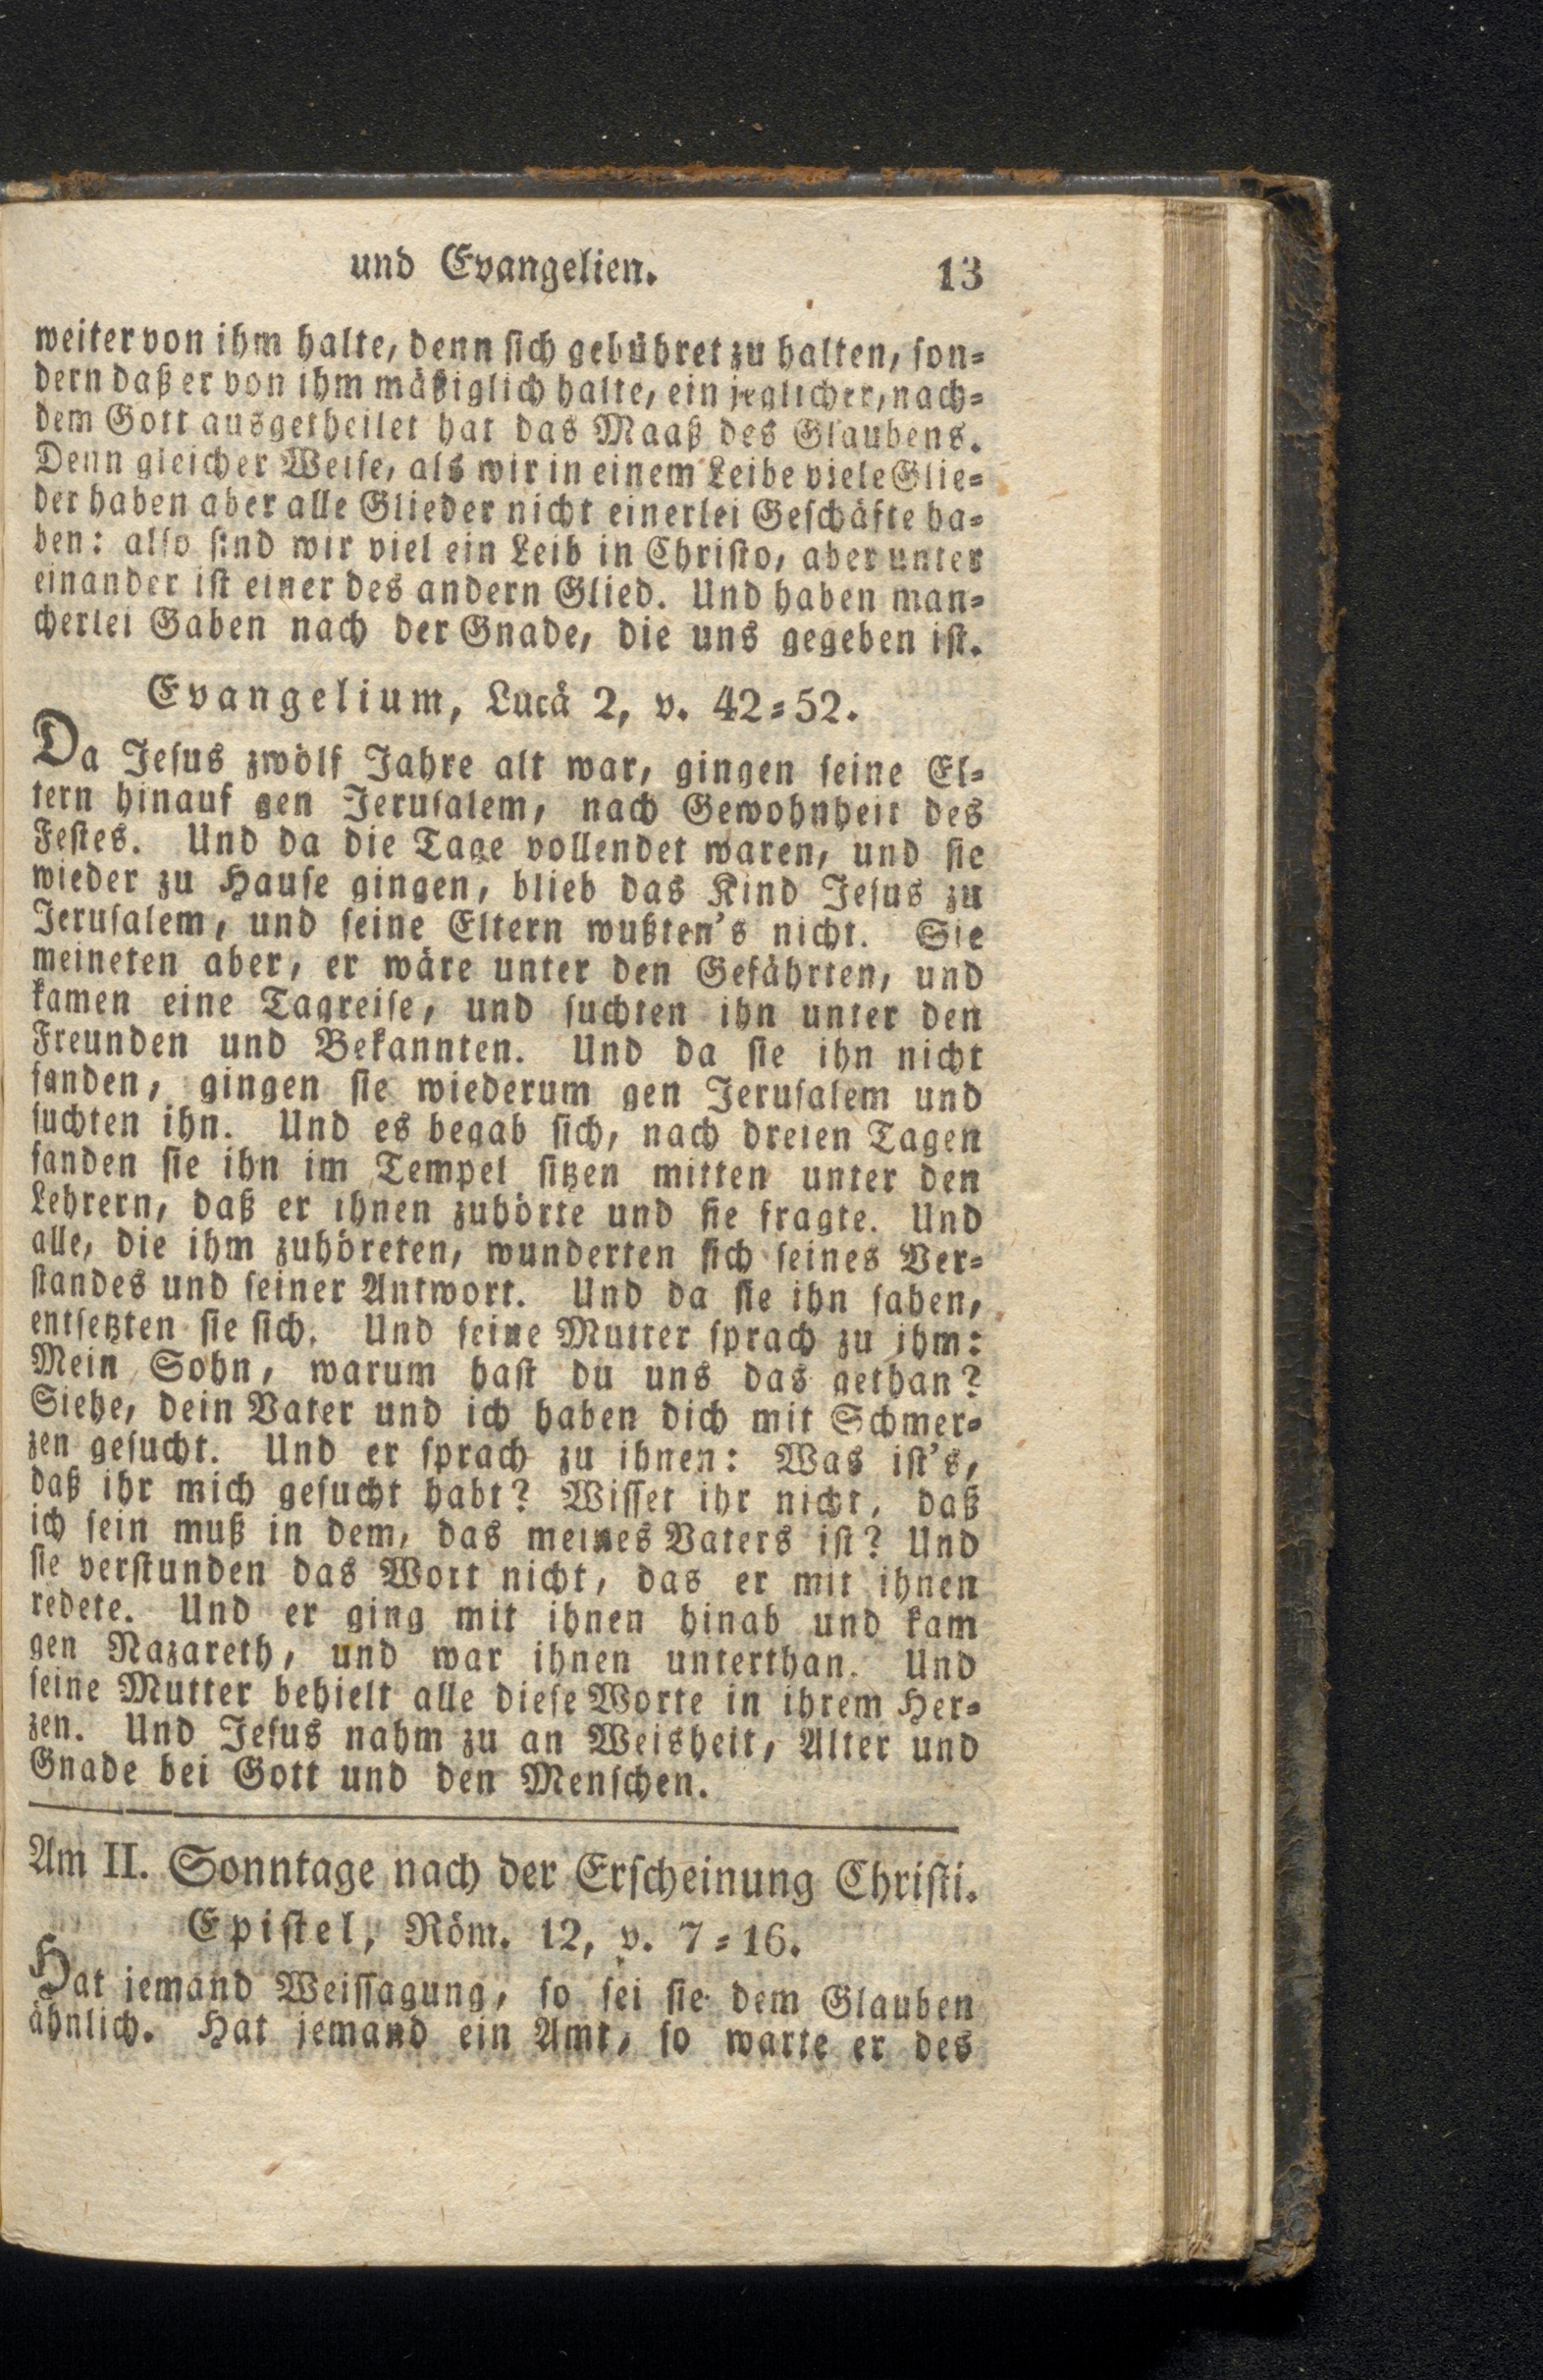 und Evangelien. 13
weiter von ihm halte, denn sich gebühret zu halten, son-
dern daß er von ihm mäßiglich halte, ein jeglicher, nach-
dem Gott ausgetheilet hat das Maaß des Glaubens.
Denn gleicher Weise, als wir in einem Leibe viele Glie-
der haben aber alle Glieder nicht einerlei Geschäfte ha-
ben: also sind wir viel ein Leib in Christo, aber unter
einander ist einer des andern Glied. Und haben man-
cherlei Gaben nach der Gnade, die uns gegeben ist.
Evangelium, Lucä 2, v. 42-52.
Da Jesus zwölf Jahre alt war, gingen seine El-
tern hinauf gen Jerusalem, nach Gewohnheit des
Festes. Und da die Tage vollendet waren, und sie
wieder zu Hause gingen, blieb das Kind Jesus zu
Jerusalem, und seine Eltern wußten's nicht. Sie
meineten aber, er wäre unter den Gefährten, und
kamen eine Tagreise, und suchten ihn unter den
Freunden und Bekannten. Und da sie ihn nicht
fanden, gingen sie wiederum gen Jerusalem und
suchten ihn. Und es begab sich, nach dreien Tagen
fanden sie ihn im Tempel sitzen mitten unter den
Lehrern, daß er ihnen zuhörte und sie fragte. Und
alle, die ihm zuhöreten, wunderten sich seines Ver-
standes und seiner Antwort. Und da sie ihn sahen,
entsetzten sie sich. Und seine Mutter sprach zu ihm:
Mein Sohn, warum hast du uns das gethan?
Siehe, dein Vater und ich haben dich mit Schmer-
zen gesucht. Und er sprach zu ihnen: Was ist's,
daß ihr mich gesucht habt? Wisset ihr nicht, daß
ich sein muß in dem, das meines Vaters ist? Und
sie verstunden das Wort nicht, das er mit ihnen
redete. Und er ging mit ihnen hinab und kam
gen Nazareth, und war ihnen unterthan. Und
seine Mutter behielt alle diese Worte in ihrem Her-
zen. Und Jesus nahm zu an Weisheit, Alter und
Gnade bei Gott und den Menschen.
Am II. Sonntage nach der Erscheinung Christi.
Epistel, Röm. 12, v. 7-16.
Hat jemand Weissagung, so sei sie dem Glauben
ähnlich. Hat jemand ein Amt, so warte er des